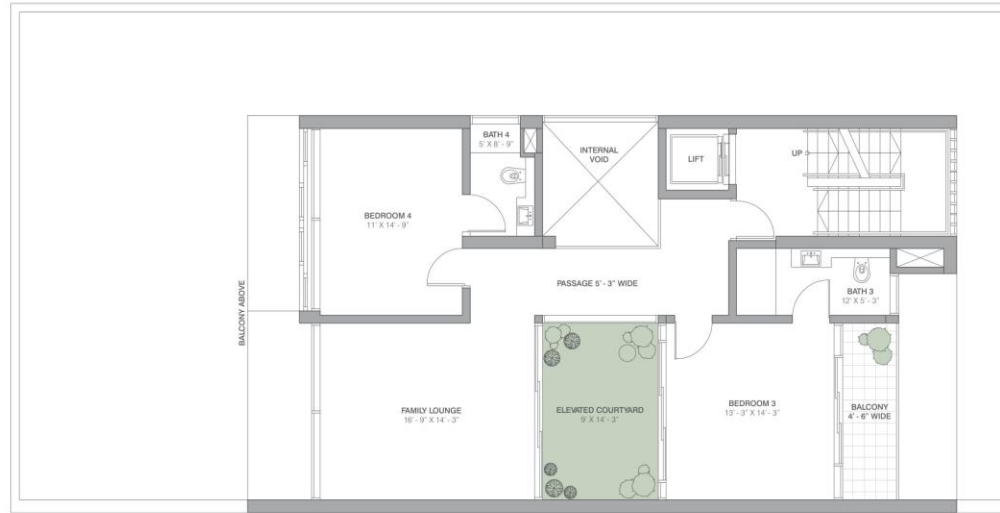 BATH 4
5' X 8' - 9"
INTERNAL
VOID
LIFT
UP
BEDROOM 4
11' X 14' - 9"
PASSAGE 5' - 3" WIDE
BATH 3
12' X 5' - 3"
BALCONY ABOVE
FAMILY LOUNGE
16' - 9" X 14' - 3"
ELEVATED COURTYARD
9' X 14' - 3"
BEDROOM 3
13' - 3" X 14' - 3"
BALCONY
4' - 6" WIDE